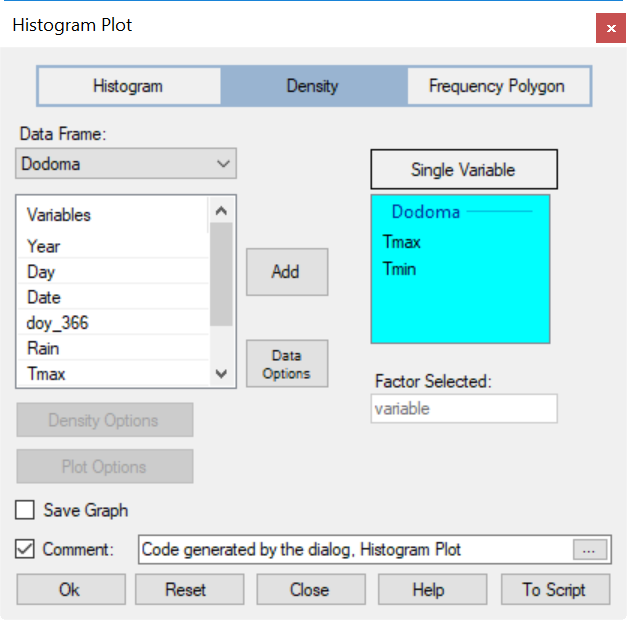 Histogram Plot
Histogram
Density
Frequency Polygon
Data Frame:
Dodoma
Single Variable
Variables
Year
Day
Date
doy_366
Rain
Tmax
Add
Data
Options
Dodoma
Tmax
Tmin
Factor Selected:
variable
Density Options
Plot Options
Save Graph
Comment:
Code generated by the dialog, Histogram Plot
...
Ok
Reset
Close
Help
To Script